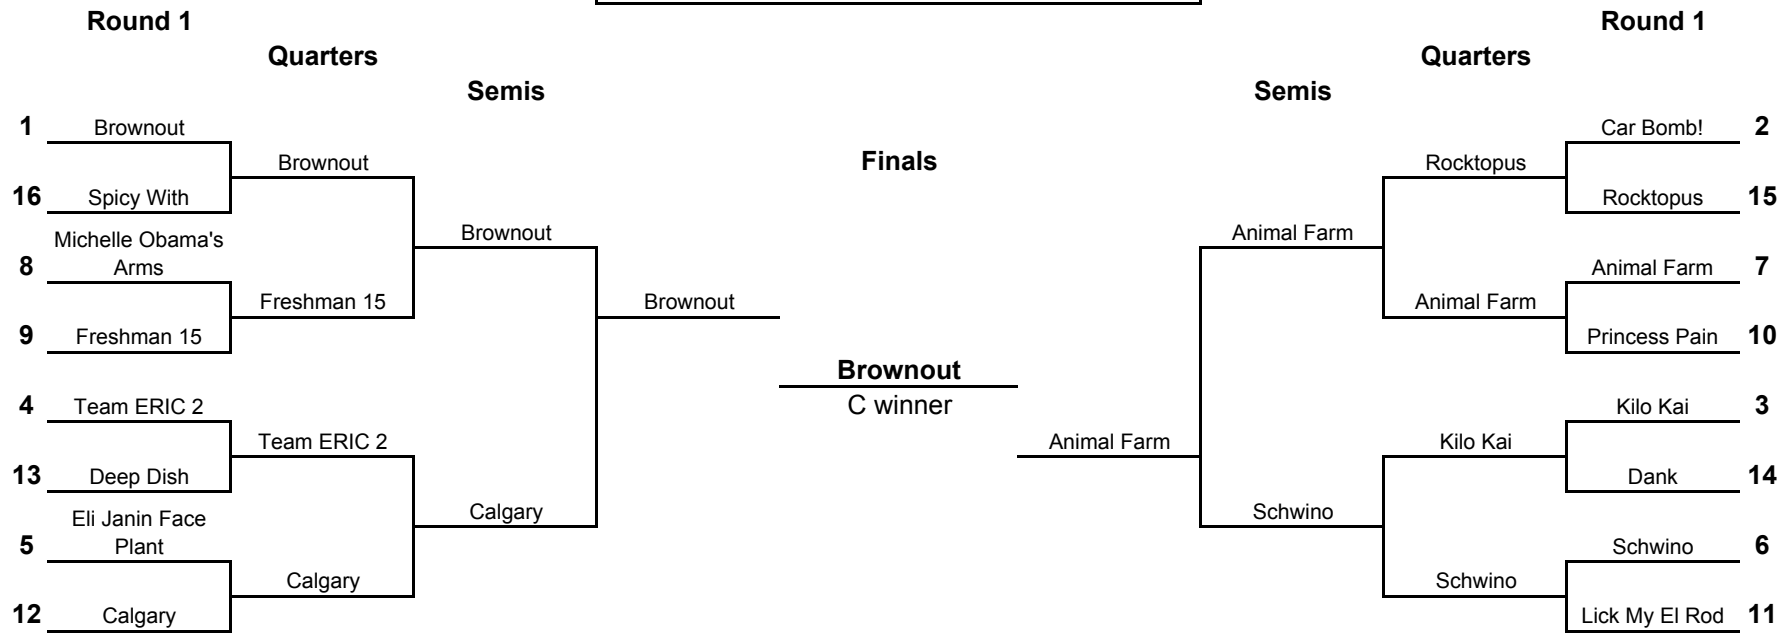 Round 1
Round 1
Quarters
Quarters
Semis
Semis
1 Brownout
Car Bomb! 2
Brownout
Finals
Rocktopus
16 Spicy With
Rocktopus 15
Brownout
Animal Farm
Michelle Obama's
8 Arms
Animal Farm 7
Freshman 15
Brownout
Animal Farm
9 Freshman 15
Princess Pain 10
Brownout
C winner
4 Team ERIC 2
Kilo Kai 3
Team ERIC 2
Animal Farm
Kilo Kai
13 Deep Dish
Dank 14
Calgary
Schwino
Eli Janin Face
5 Plant
Schwino 6
Calgary
Schwino
12 Calgary
Lick My El Rod 11